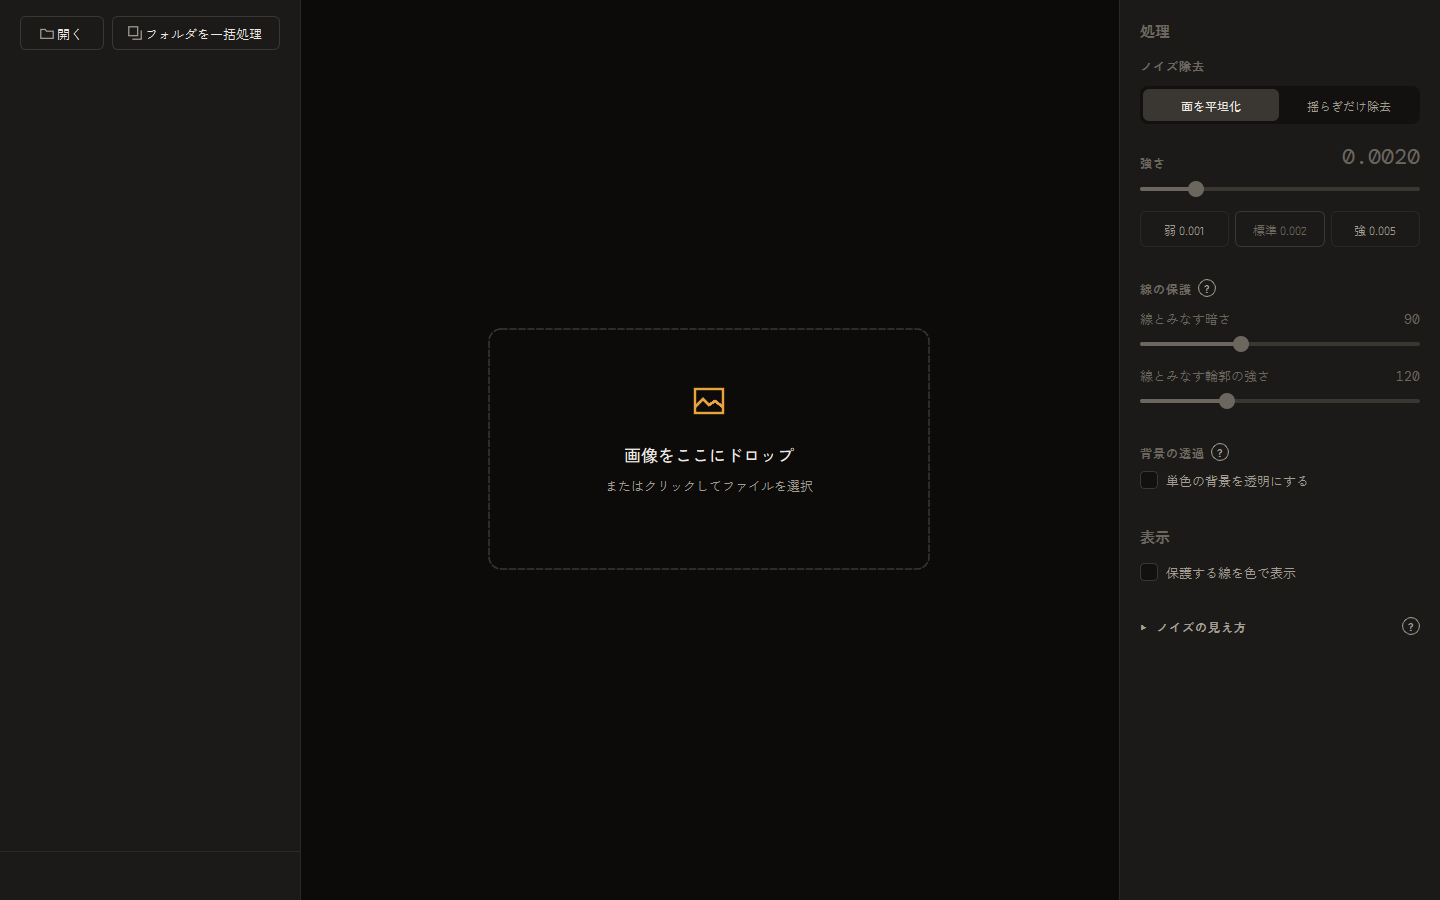 開く
フォルダを一括処理
画像をここにドロップ
またはクリックしてファイルを選択
処理
ノイズ除去
面を平坦化
揺らぎだけ除去
強さ
0.0020
弱 0.001
標準 0.002
強 0.005
線の保護 ?
線とみなす暗さ
90
線とみなす輪郭の強さ
120
背景の透過 ?
単色の背景を透明にする
表示
保護する線を色で表示
ノイズの見え方
?